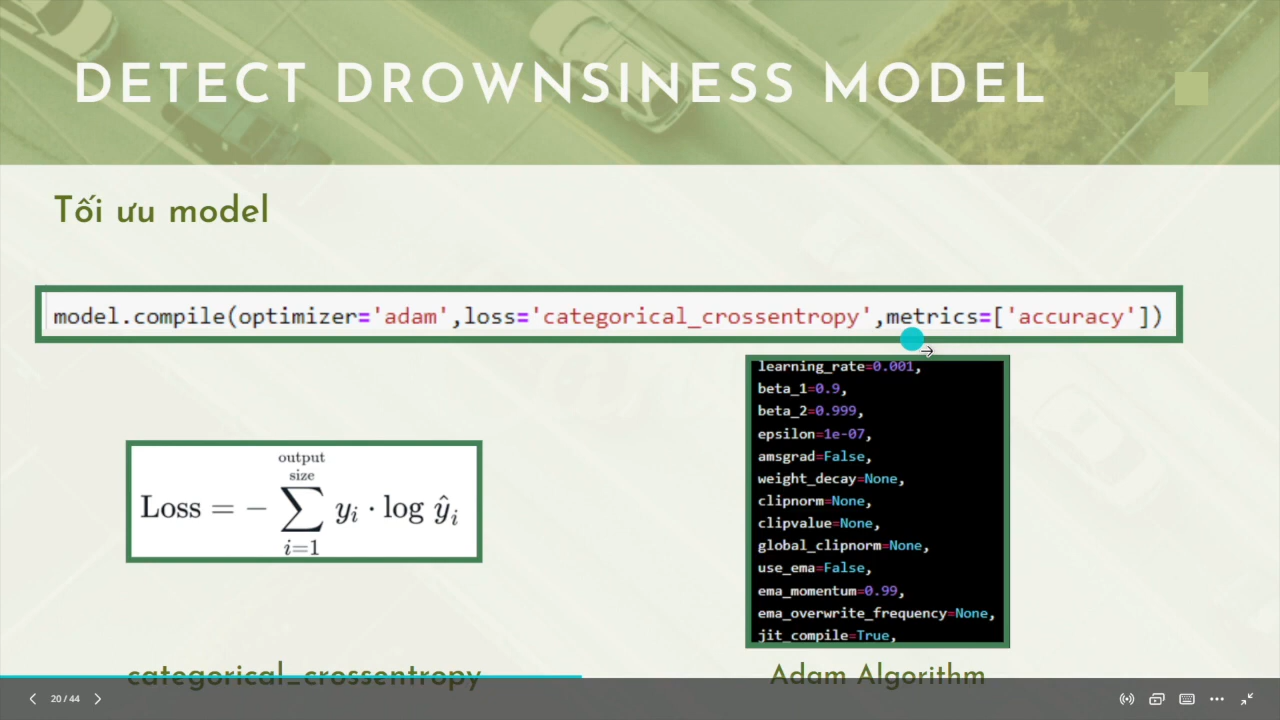 DETECT DROWNSINESS MODEL
Tối ưu model
model.compile(optimizer='adam',loss='categorical_crossentropy',metrics=['accuracy'])
output
size
Loss = − ∑ yᵢ · log ŷᵢ
i=1
categorical_crossentropy
learning_rate=0.001,
beta_1=0.9,
beta_2=0.999,
epsilon=1e-07,
amsgrad=False,
weight_decay=None,
clipnorm=None,
clipvalue=None,
global_clipnorm=None,
use_ema=False,
ema_momentum=0.99,
ema_overwrite_frequency=None,
jit_compile=True,
Adam Algorithm
20 / 44